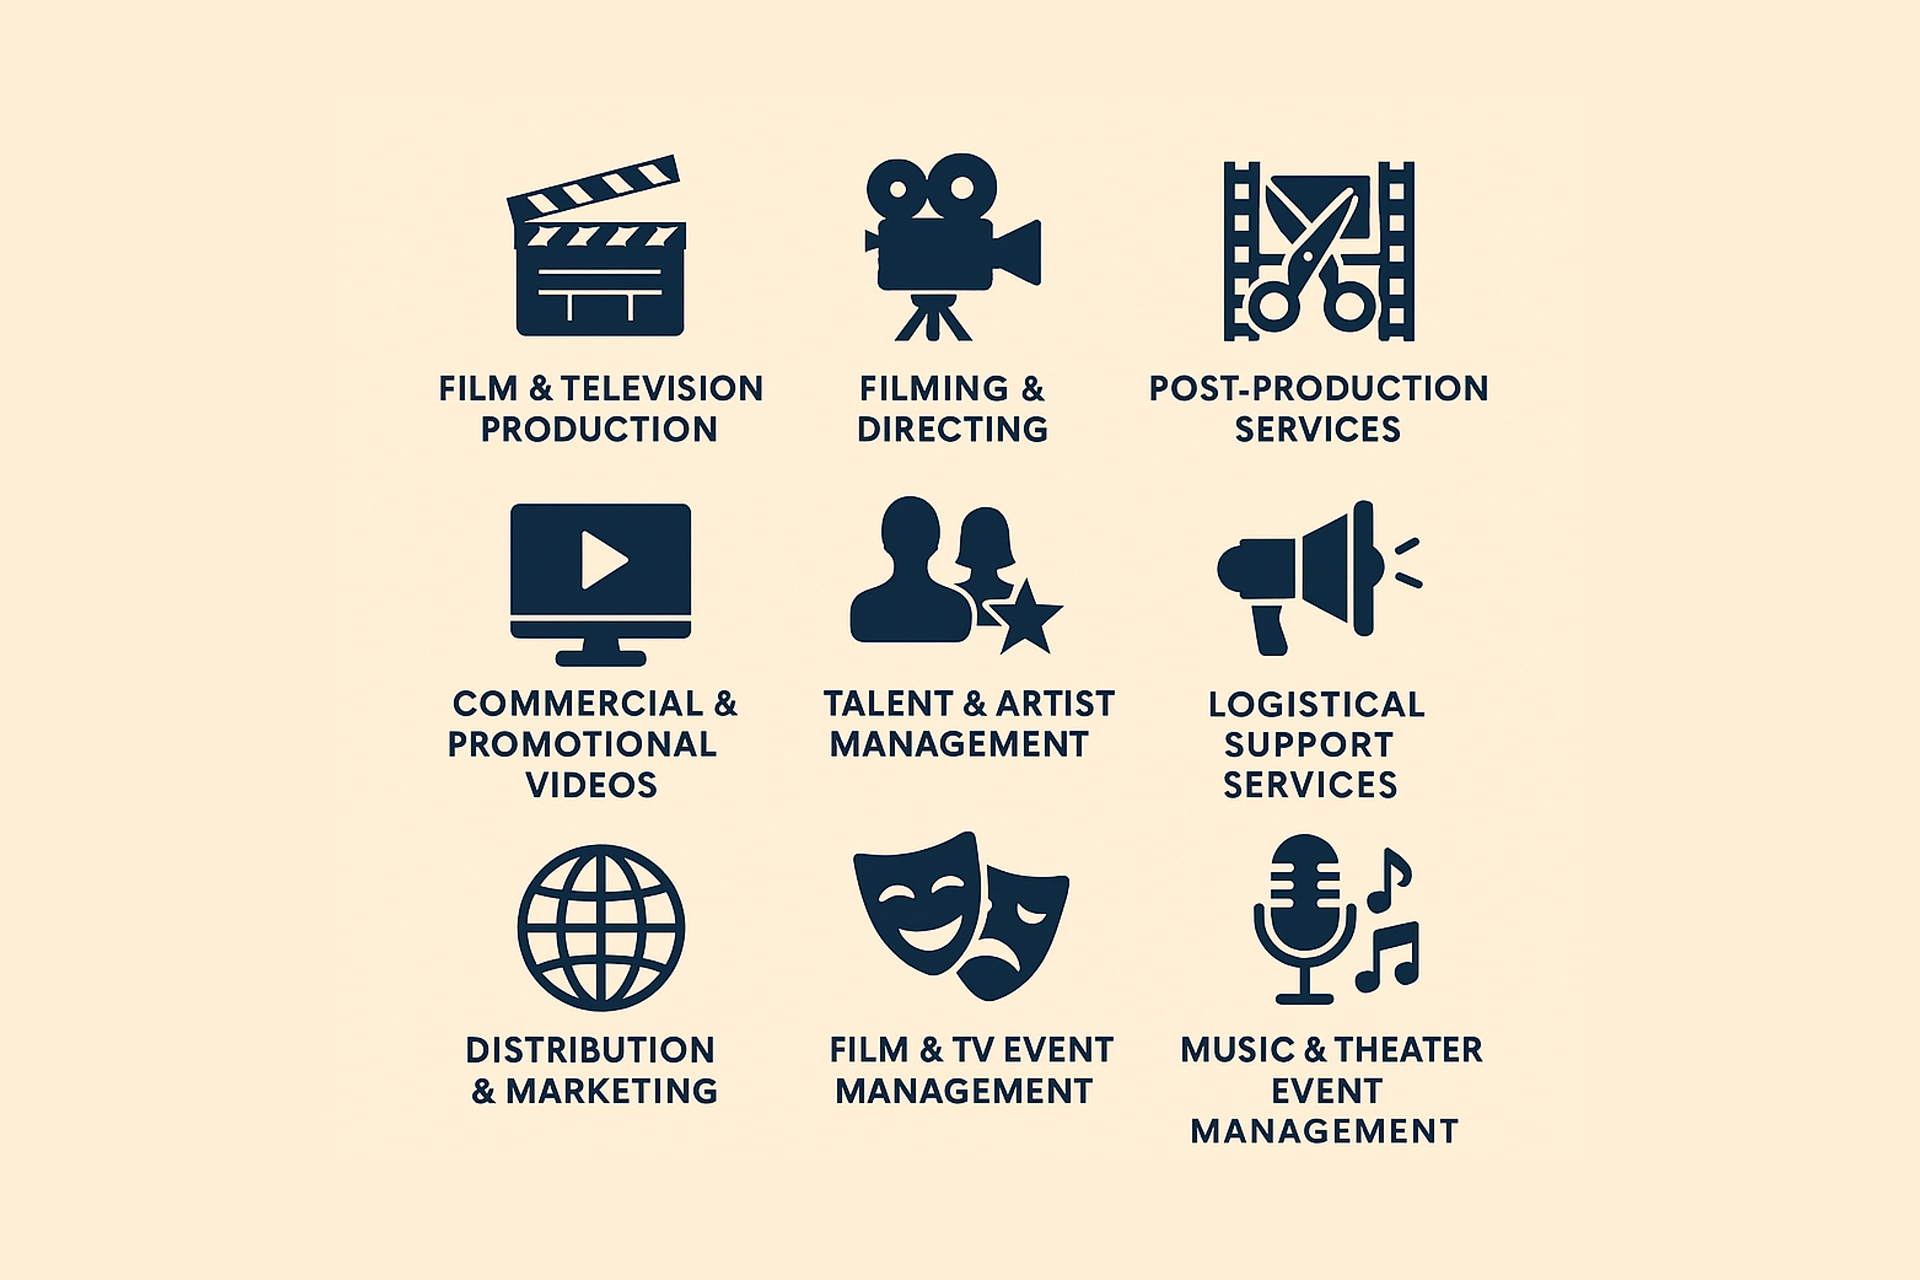 FILM & TELEVISION
PRODUCTION
FILMING &
DIRECTING
POST-PRODUCTION
SERVICES
COMMERCIAL &
PROMOTIONAL
VIDEOS
TALENT & ARTIST
MANAGEMENT
LOGISTICAL
SUPPORT
SERVICES
DISTRIBUTION
& MARKETING
FILM & TV EVENT
MANAGEMENT
MUSIC & THEATER
EVENT
MANAGEMENT